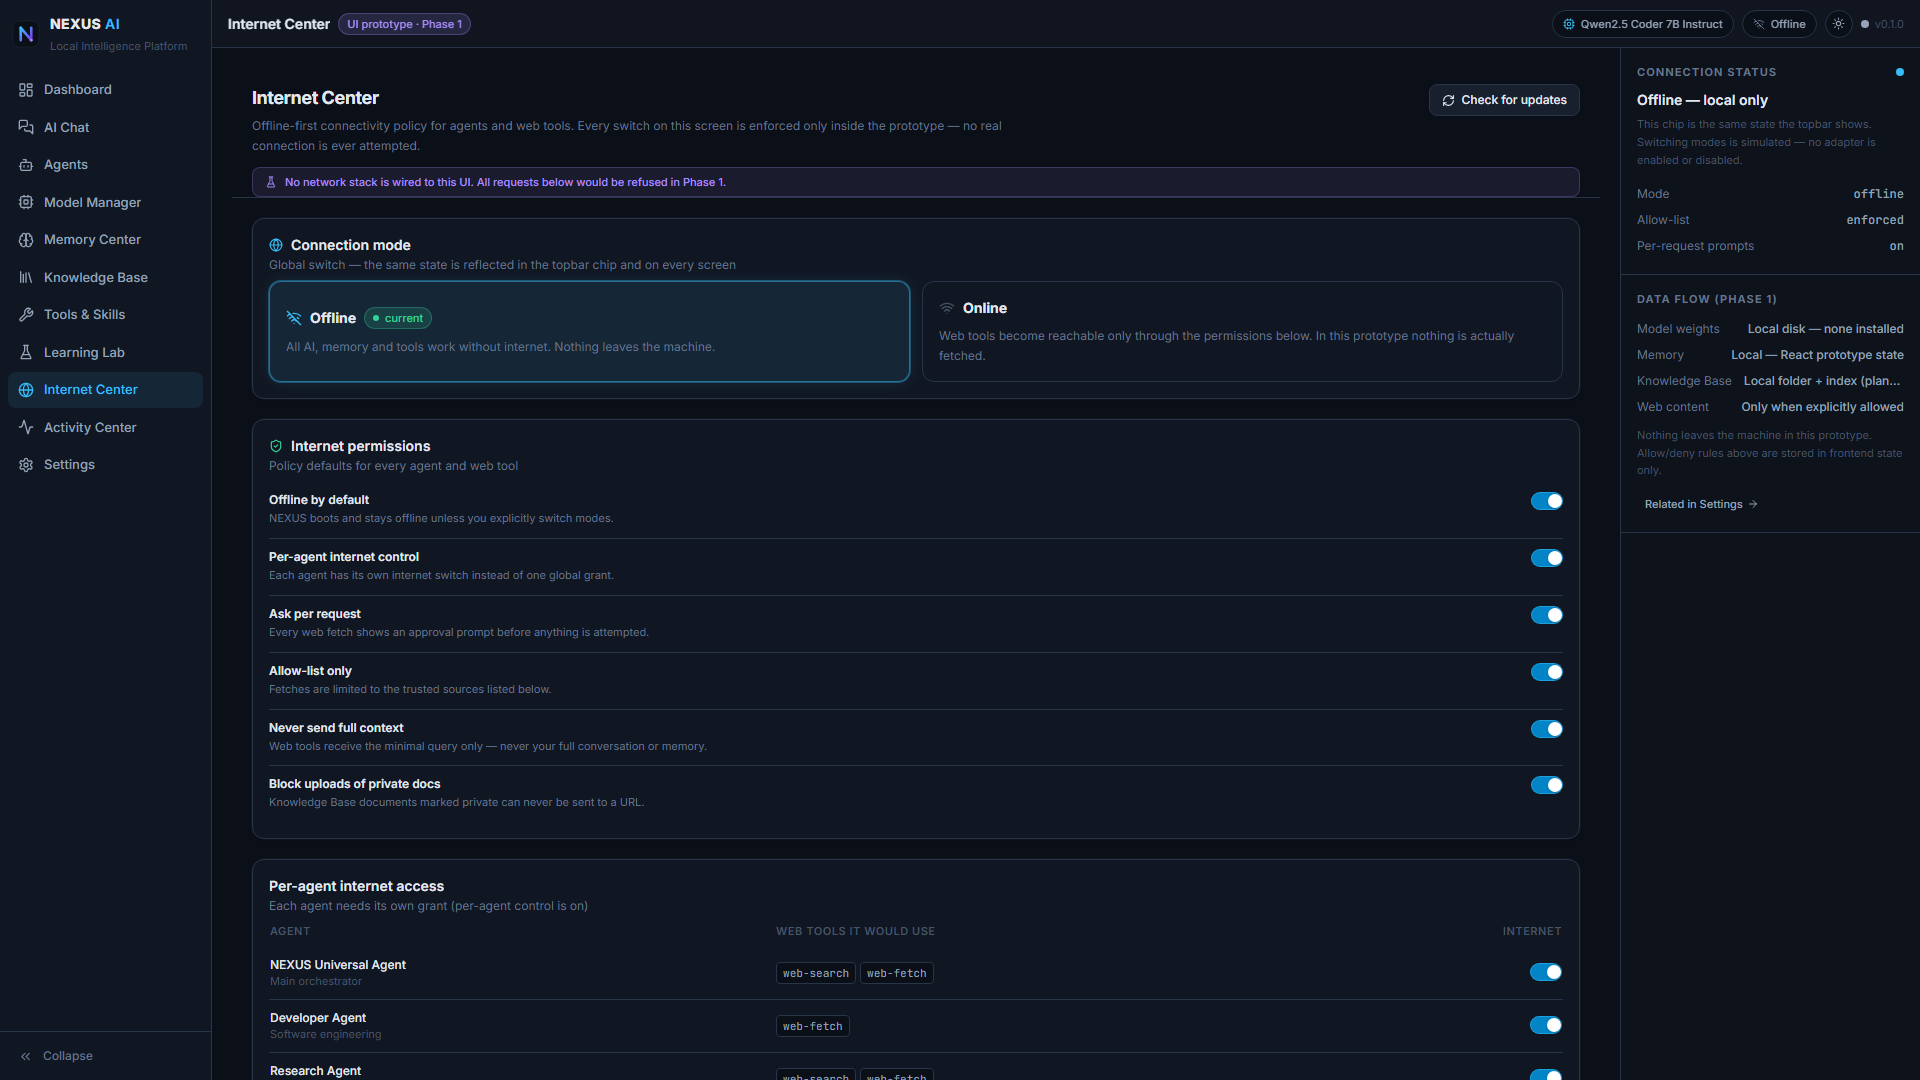 NEXUS AI
Local Intelligence Platform
Dashboard
AI Chat
Agents
Model Manager
Memory Center
Knowledge Base
Tools & Skills
Learning Lab
Internet Center
Activity Center
Settings
Collapse
Internet Center
UI prototype · Phase 1
Qwen2.5 Coder 7B Instruct
Offline
v0.1.0
Internet Center
Offline-first connectivity policy for agents and web tools. Every switch on this screen is enforced only inside the prototype — no real
connection is ever attempted.
Check for updates
No network stack is wired to this UI. All requests below would be refused in Phase 1.
Connection mode
Global switch — the same state is reflected in the topbar chip and on every screen
Offline
current
All AI, memory and tools work without internet. Nothing leaves the machine.
Online
Web tools become reachable only through the permissions below. In this prototype nothing is actually
fetched.
Internet permissions
Policy defaults for every agent and web tool
Offline by default
NEXUS boots and stays offline unless you explicitly switch modes.
Per-agent internet control
Each agent has its own internet switch instead of one global grant.
Ask per request
Every web fetch shows an approval prompt before anything is attempted.
Allow-list only
Fetches are limited to the trusted sources listed below.
Never send full context
Web tools receive the minimal query only — never your full conversation or memory.
Block uploads of private docs
Knowledge Base documents marked private can never be sent to a URL.
Per-agent internet access
Each agent needs its own grant (per-agent control is on)
AGENT WEB TOOLS IT WOULD USE INTERNET
NEXUS Universal Agent
Main orchestrator
web-search web-fetch
Developer Agent
Software engineering
web-fetch
Research Agent
web-search web-fetch
CONNECTION STATUS
Offline — local only
This chip is the same state the topbar shows.
Switching modes is simulated — no adapter is
enabled or disabled.
Mode offline
Allow-list enforced
Per-request prompts on
DATA FLOW (PHASE 1)
Model weights Local disk — none installed
Memory Local — React prototype state
Knowledge Base Local folder + index (plan...
Web content Only when explicitly allowed
Nothing leaves the machine in this prototype.
Allow/deny rules above are stored in frontend state
only.
Related in Settings →